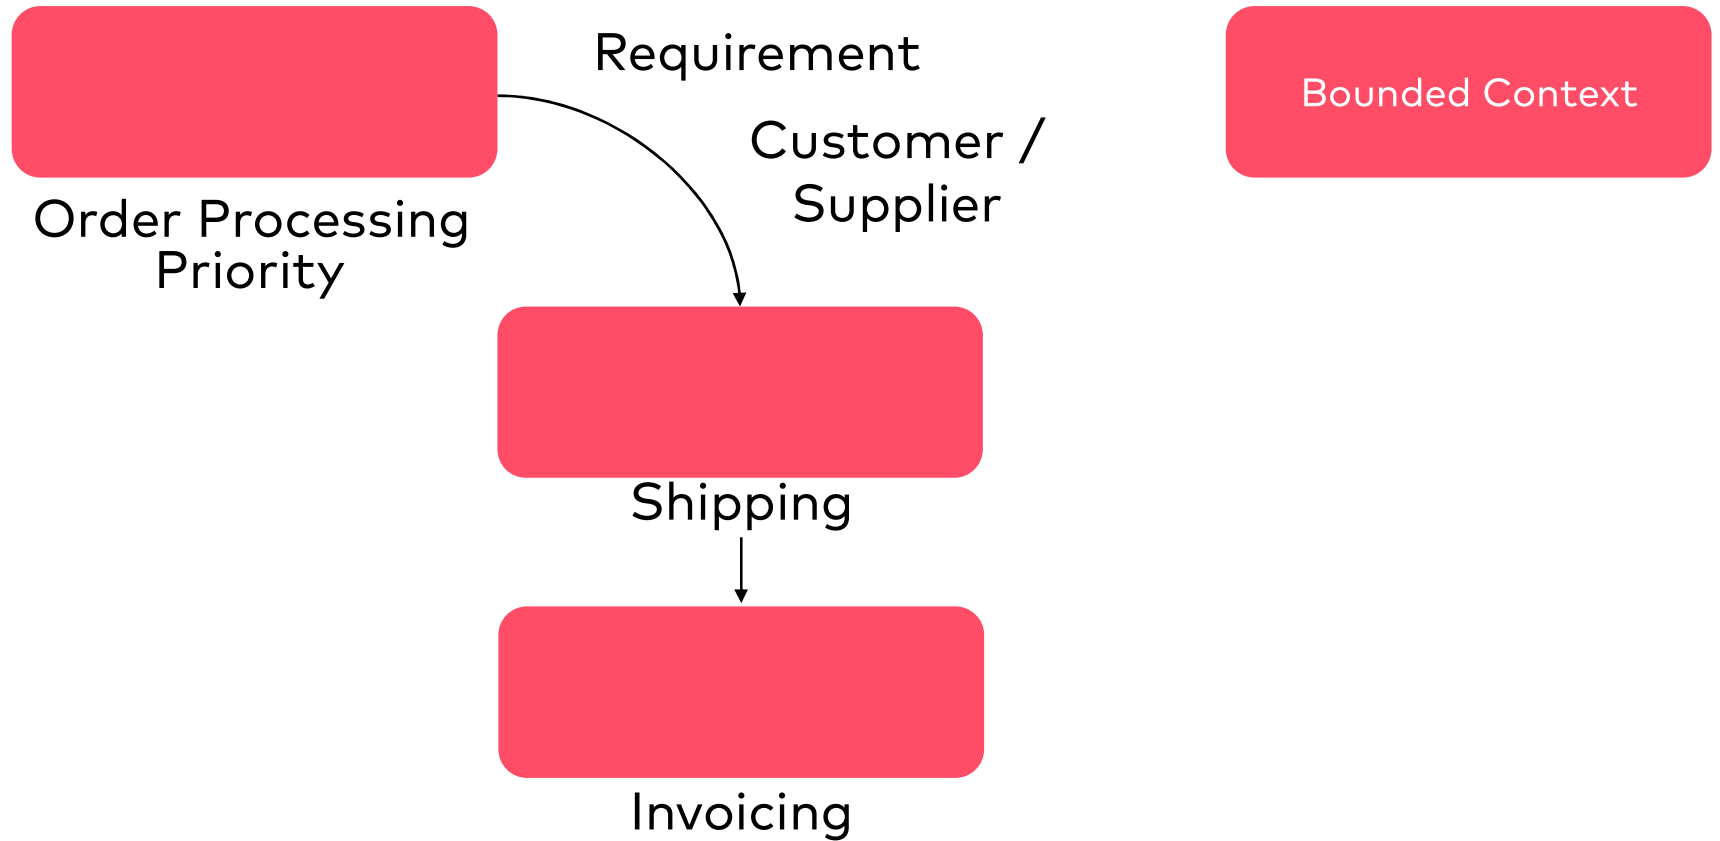 Requirement
Bounded Context
Customer /
Supplier
Order Processing
Priority
Shipping
Invoicing